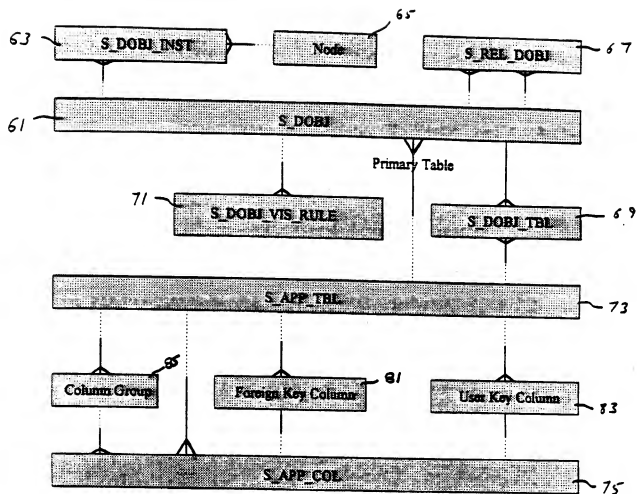 63
S_DOBJ_INST
65
Node
S_REL_DOBJ
67
61
S_DOBJ
Primary Table
71
S_DOBJ_VIS_RULE
S_DOBJ_TBL
69
S_APP_TBL
73
Column Group
85
Foreign Key Column
81
User Key Column
83
S_APP_COL
75